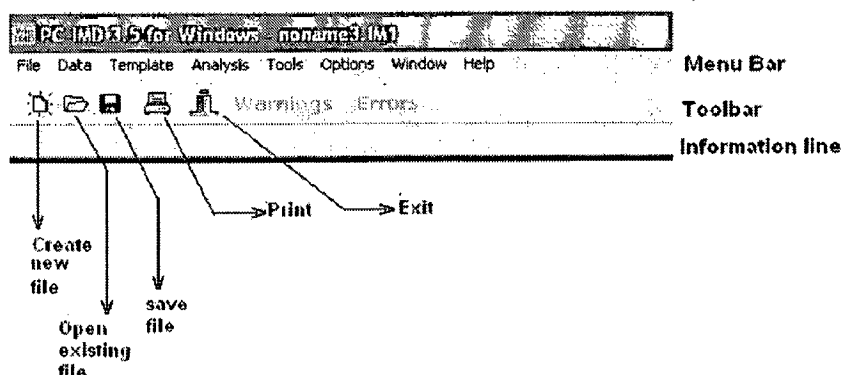 PC IMD 3.5 for Windows - noname3.IM1
File Data Template Analysis Tools Options Window Help
Menu Bar
Warnings Errors
Toolbar
Information line
Print
Exit
Create
new
file
save
file
Open
existing
file